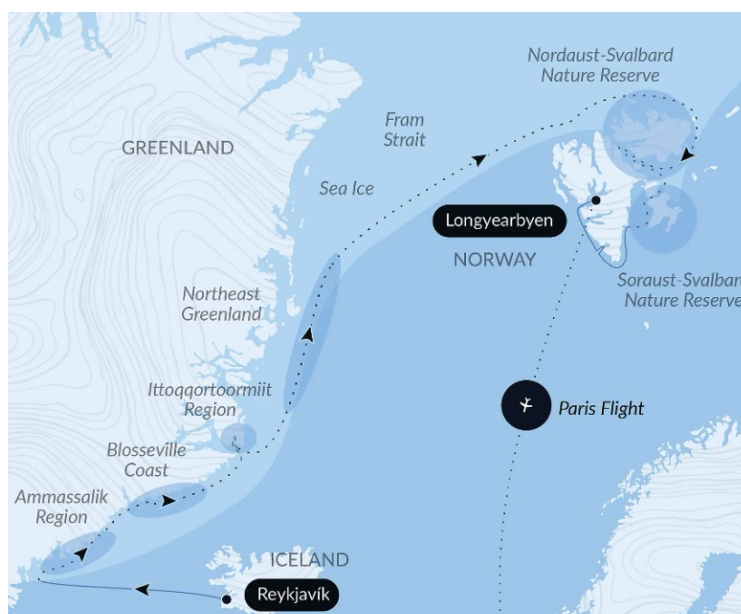 Nordaust-Svalbard
Nature Reserve
Fram
Strait
GREENLAND
Sea Ice
Longyearbyen
NORWAY
Soraust-Svalbard
Nature Reserve
Northeast
Greenland
Ittoqqortoormiit
Region
Paris Flight
Blosseville
Coast
Ammassalik
Region
ICELAND
Reykjavík